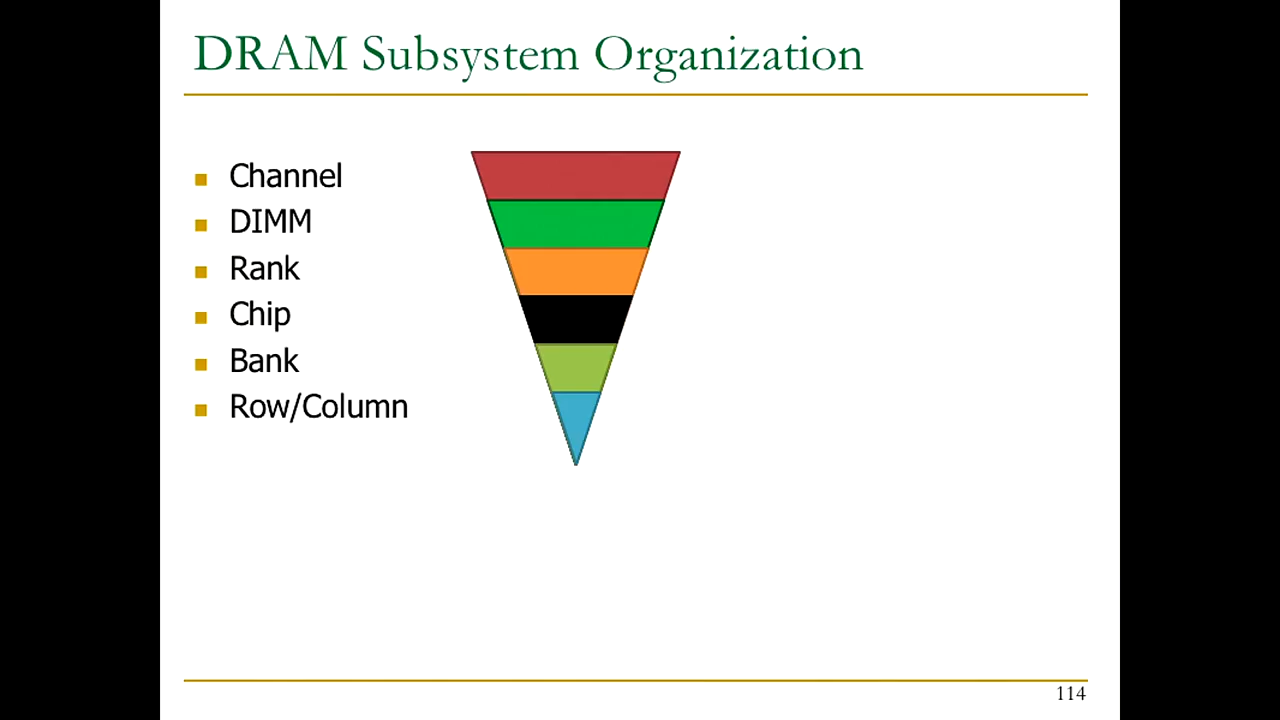 DRAM Subsystem Organization
Channel
DIMM
Rank
Chip
Bank
Row/Column
114